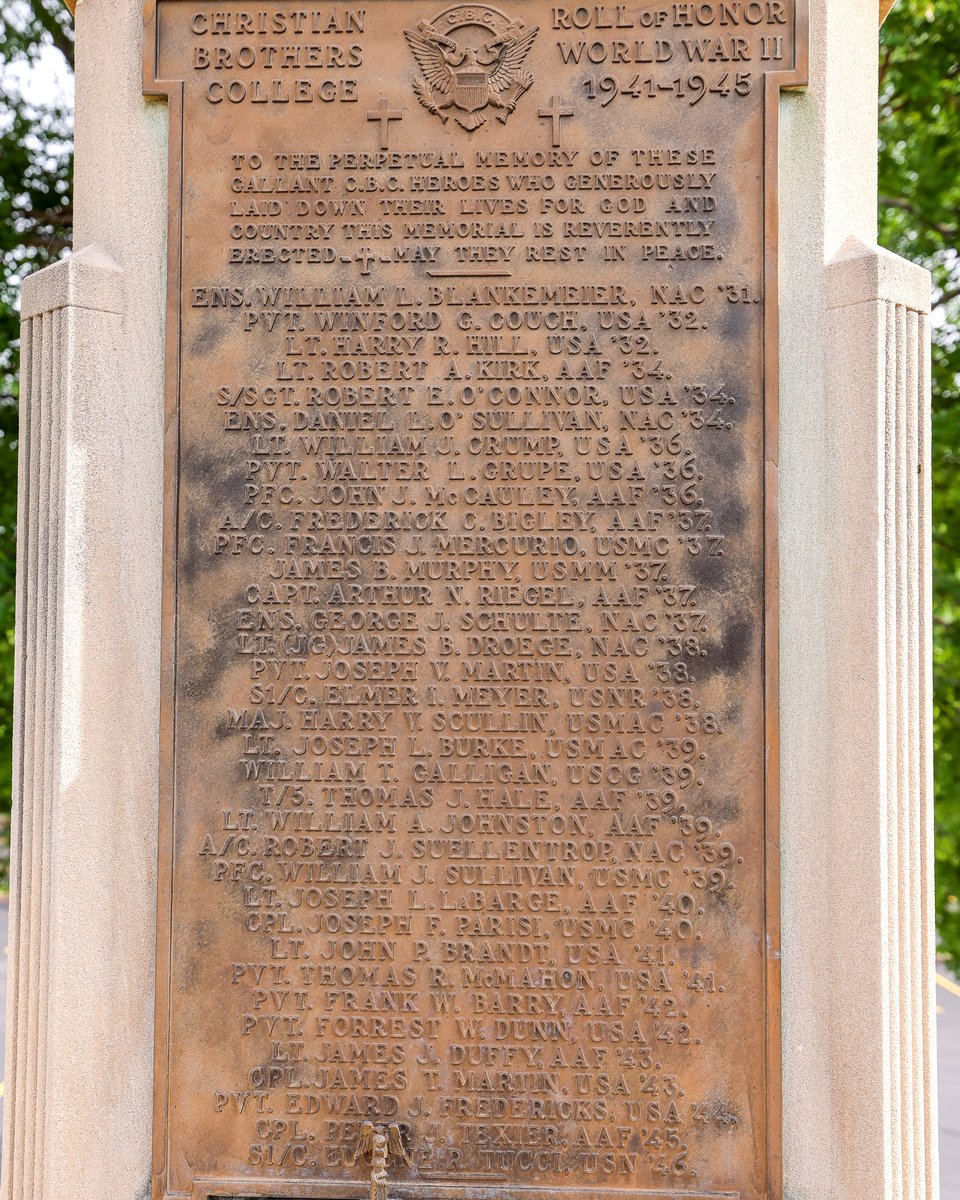 CHRISTIAN
BROTHERS
COLLEGE
C.B.C.
ROLL OF HONOR
WORLD WAR II
1941-1945
TO THE PERPETUAL MEMORY OF THESE
GALLANT C.B.C. HEROES WHO GENEROUSLY
LAID DOWN THEIR LIVES FOR GOD AND
COUNTRY THIS MEMORIAL IS REVERENTLY
ERECTED - MAY THEY REST IN PEACE.
ENS. WILLIAM L. BLANKEMEIER, NAC '31.
PVT. WINFORD G. COUCH, USA '32.
LT. HARRY R. HILL, USA '32.
LT. ROBERT A. KIRK, AAF '34.
S/SGT. ROBERT E. O'CONNOR, USA '34.
ENS. DANIEL L. O'SULLIVAN, NAC '34.
LT. WILLIAM J. CRUMP, USA '36.
PVT. WALTER L. GRUPE, USA '36.
PFC. JOHN J. McCAULEY, AAF '36.
A/C. FREDERICK C. BIGLEY, AAF '37.
PFC. FRANCIS J. MERCURIO, USMC '37.
JAMES B. MURPHY, USMM '37.
CAPT. ARTHUR N. RIEGEL, AAF '37.
ENS. GEORGE J. SCHULTE, NAC '37.
LT. (JG) JAMES B. DROEGE, NAC '38.
PVT. JOSEPH V. MARTIN, USA '38.
S1/C. ELMER I. MEYER, USNR '38.
MAJ. HARRY V. SCULLIN, USMAC '38.
LT. JOSEPH L. BURKE, USMAC '39.
WILLIAM T. GALLIGAN, USCG '39.
T/5. THOMAS J. HALE, AAF '39.
LT. WILLIAM A. JOHNSTON, AAF '39.
A/C. ROBERT J. SUELLENTROP, NAC '39.
PFC. WILLIAM J. SULLIVAN, USMC '39.
LT. JOSEPH L. LABARGE, AAF '40.
CPL. JOSEPH F. PARISI, USMC '40.
LT. JOHN P. BRANDT, USA '41.
PVT. THOMAS R. McMAHON, USA '41.
PVT. FRANK W. BARRY, AAF '42.
PVT. FORREST W. DUNN, USA '42.
LT. JAMES J. DUFFY, AAF '43.
CPL. JAMES T. MARTIN, USA '43.
PVT. EDWARD J. FREDERICKS, USA '44.
CPL. PETER J. TEXIER, AAF '45.
S1/C. EUGENE R. TUCCI, USN '46.